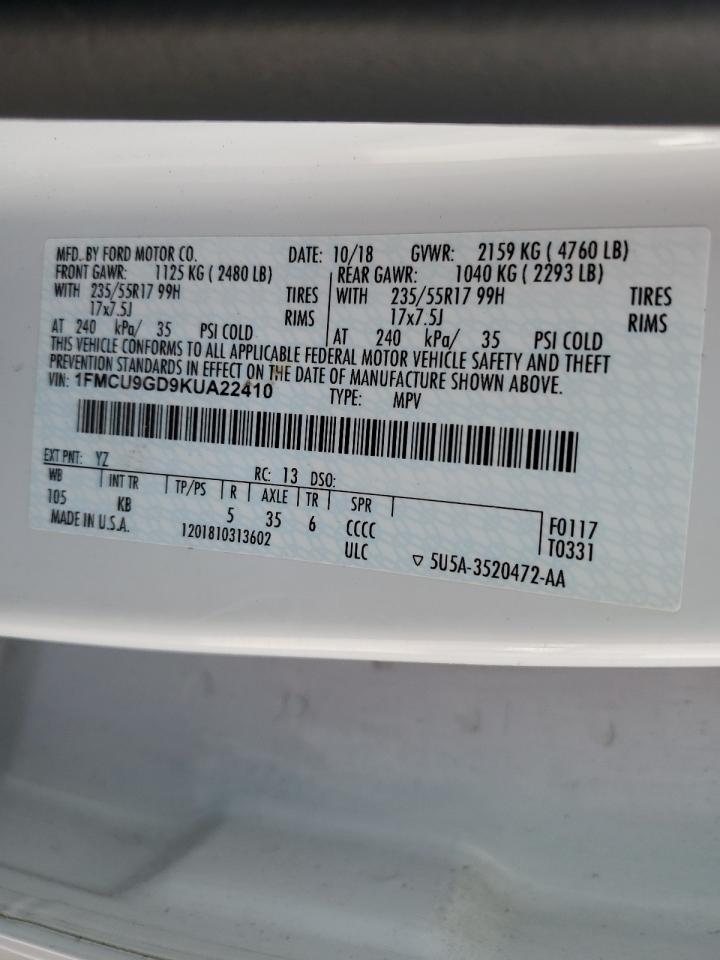 MFD. BY FORD MOTOR CO. DATE: 10/18 GVWR: 2159 KG ( 4760 LB)
FRONT GAWR: 1125 KG ( 2480 LB) REAR GAWR: 1040 KG ( 2293 LB)
WITH 235/55R17 99H TIRES WITH 235/55R17 99H TIRES
17x7.5J RIMS 17x7.5J RIMS
AT 240 kPa/ 35 PSI COLD AT 240 kPa/ 35 PSI COLD
THIS VEHICLE CONFORMS TO ALL APPLICABLE FEDERAL MOTOR VEHICLE SAFETY AND THEFT
PREVENTION STANDARDS IN EFFECT ON THE DATE OF MANUFACTURE SHOWN ABOVE.
VIN: 1FMCU9GD9KUA22410 TYPE: MPV
EXT PNT: YZ RC: 13 DSO:
WB INT TR TP/PS R AXLE TR SPR
105 KB 5 35 6 CCCC F0117
MADE IN U.S.A. 1201810313602 ULC T0331
▽ 5U5A-3520472-AA